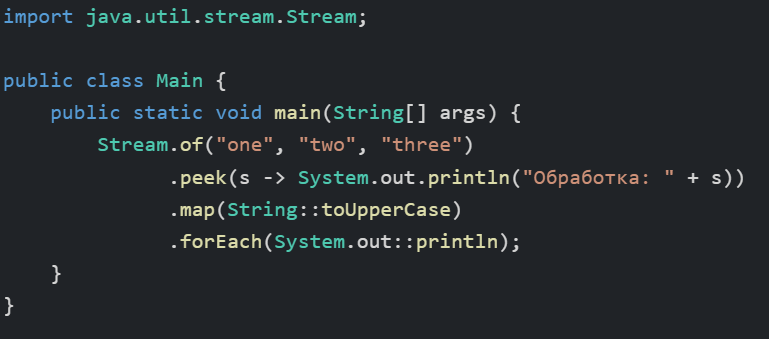 import java.util.stream.Stream;

public class Main {
    public static void main(String[] args) {
        Stream.of("one", "two", "three")
              .peek(s -> System.out.println("Обработка: " + s))
              .map(String::toUpperCase)
              .forEach(System.out::println);
    }
}